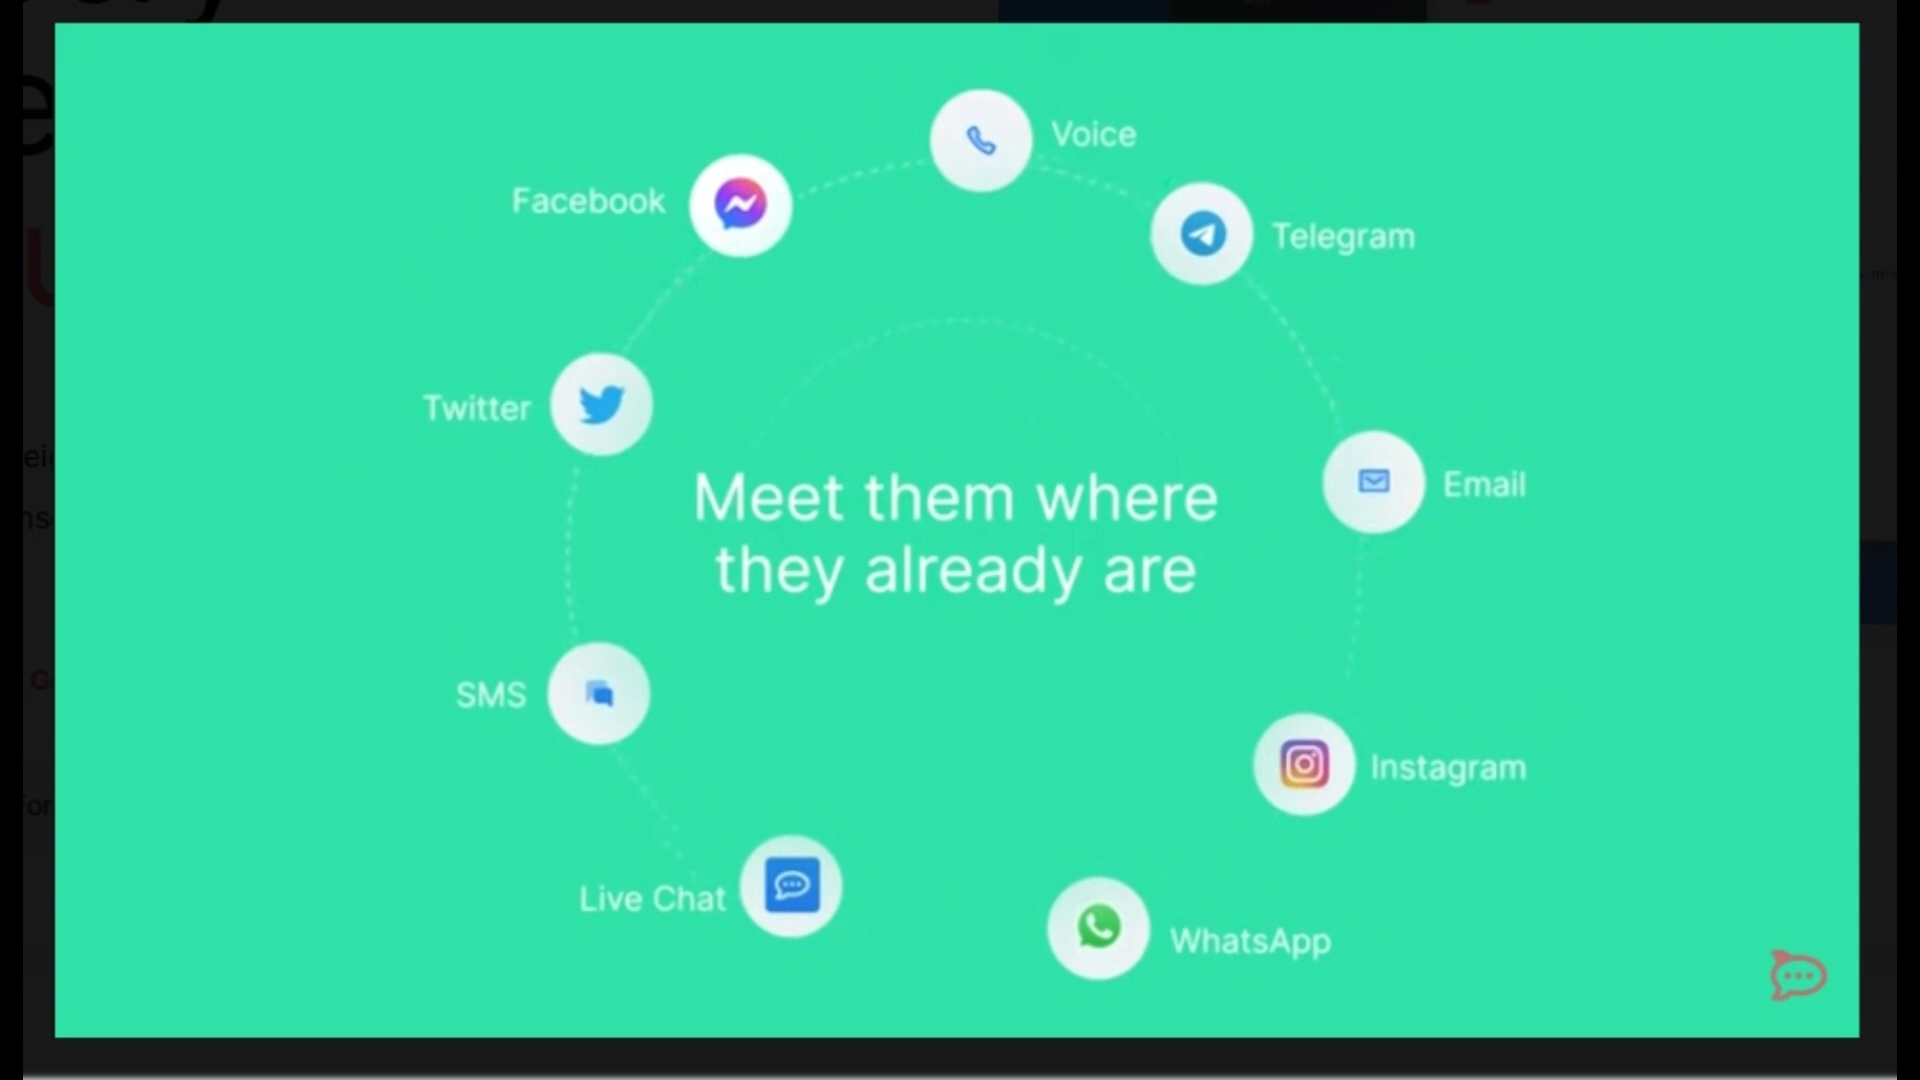 Voice
Facebook
Telegram
Twitter
Meet them where
they already are
Email
SMS
Instagram
Live Chat
WhatsApp